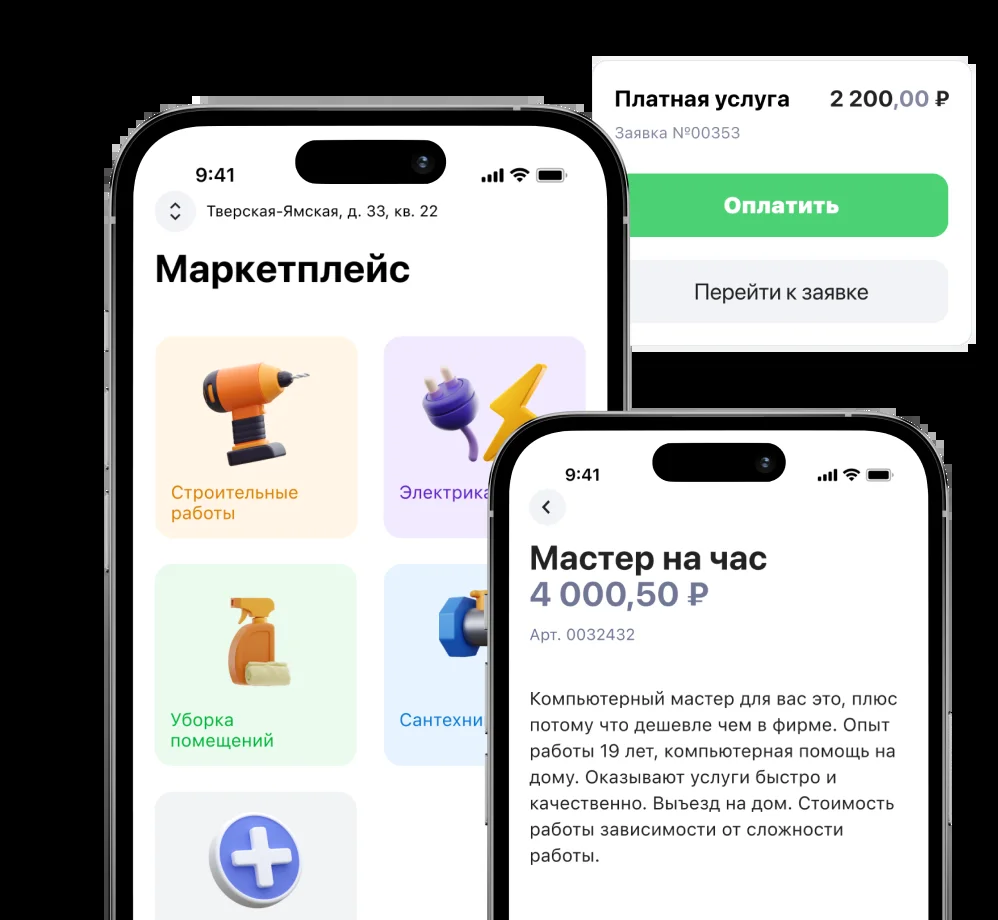 Платная услуга 2 200,00 ₽
Заявка №00353
Оплатить
Перейти к заявке
9:41
Тверская-Ямская, д. 33, кв. 22
Маркетплейс
Строительные
работы
Электрика
Уборка
помещений
Сантехни
9:41
Мастер на час
4 000,50 ₽
Арт. 0032432
Компьютерный мастер для вас это, плюс
потому что дешевле чем в фирме. Опыт
работы 19 лет, компьютерная помощь на
дому. Оказывают услуги быстро и
качественно. Выъезд на дом. Стоимость
работы зависимости от сложности
работы.